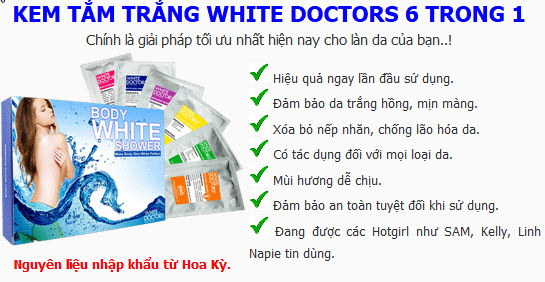 KEM TẮM TRẮNG WHITE DOCTORS 6 TRONG 1
Chính là giải pháp tối ưu nhất hiện nay cho làn da của bạn..!
Hiệu quả ngay lần đầu sử dụng.
Đảm bảo da trắng hồng, mịn màng.
Xóa bỏ nếp nhăn, chống lão hóa da.
Có tác dụng đối với mọi loại da.
Mùi hương dễ chịu.
Đảm bảo an toàn tuyệt đối khi sử dụng.
Đang được các Hotgirl như SAM, Kelly, Linh
Napie tin dùng.
BODY
WHITE
SHOWER
WHITE
DOCTORS
Nguyên liệu nhập khẩu từ Hoa Kỳ.